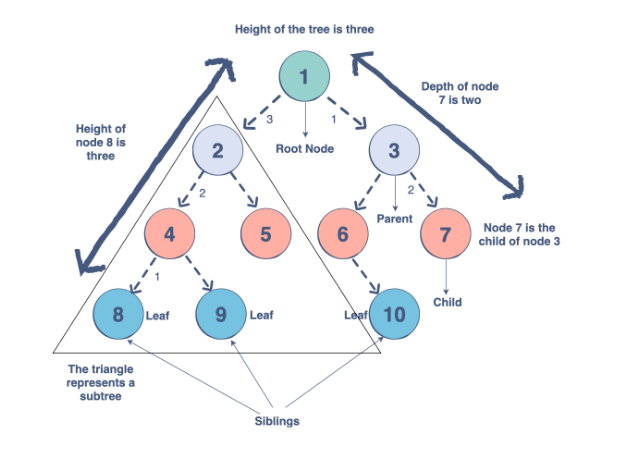 Height of the tree is three
1
Depth of node
7 is two
3
1
Height of
node 8 is
three
Root Node
2
3
2
2
Parent
4
5
6
7
Node 7 is the
child of node 3
1
Child
8
Leaf
9
Leaf
Leaf
10
The triangle
represents a
subtree
Siblings